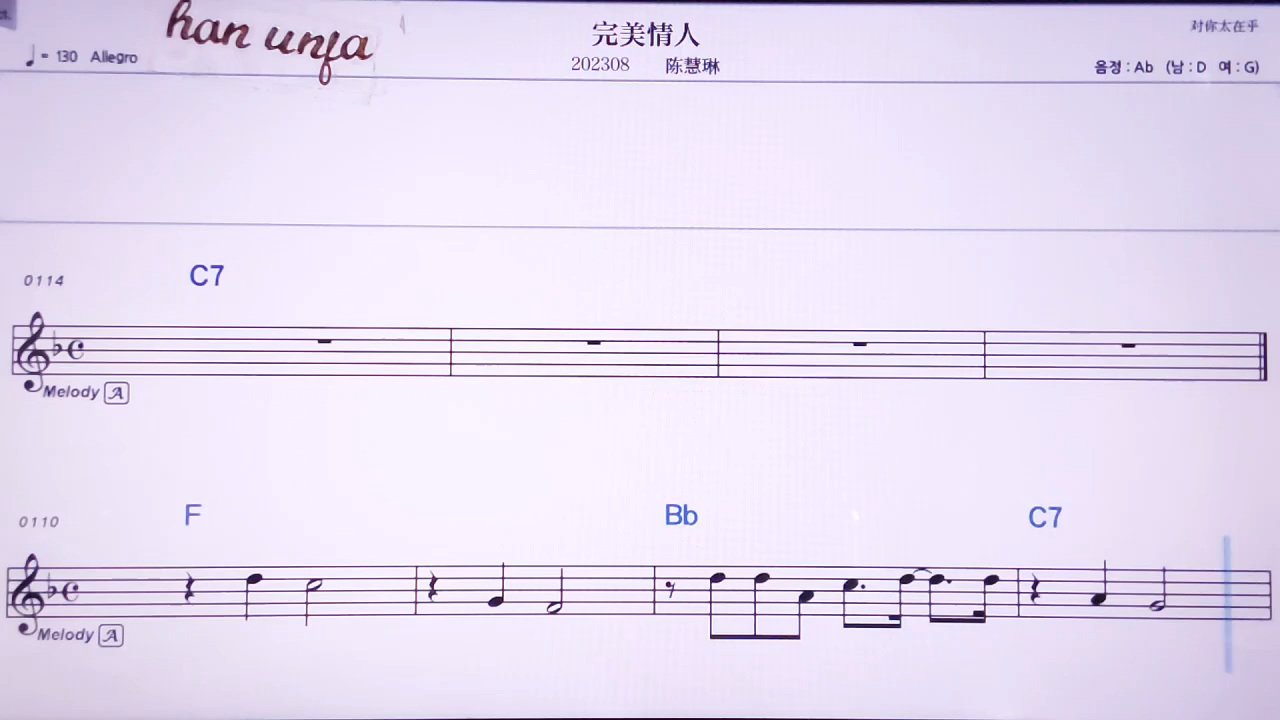 han unfa
完美情人
对你太在乎
♩= 130 Allegro
202308 陈慧琳
음정 : Ab (남 : D 여 : G)
0114 C7
Melody A
0110 F Bb C7
Melody A